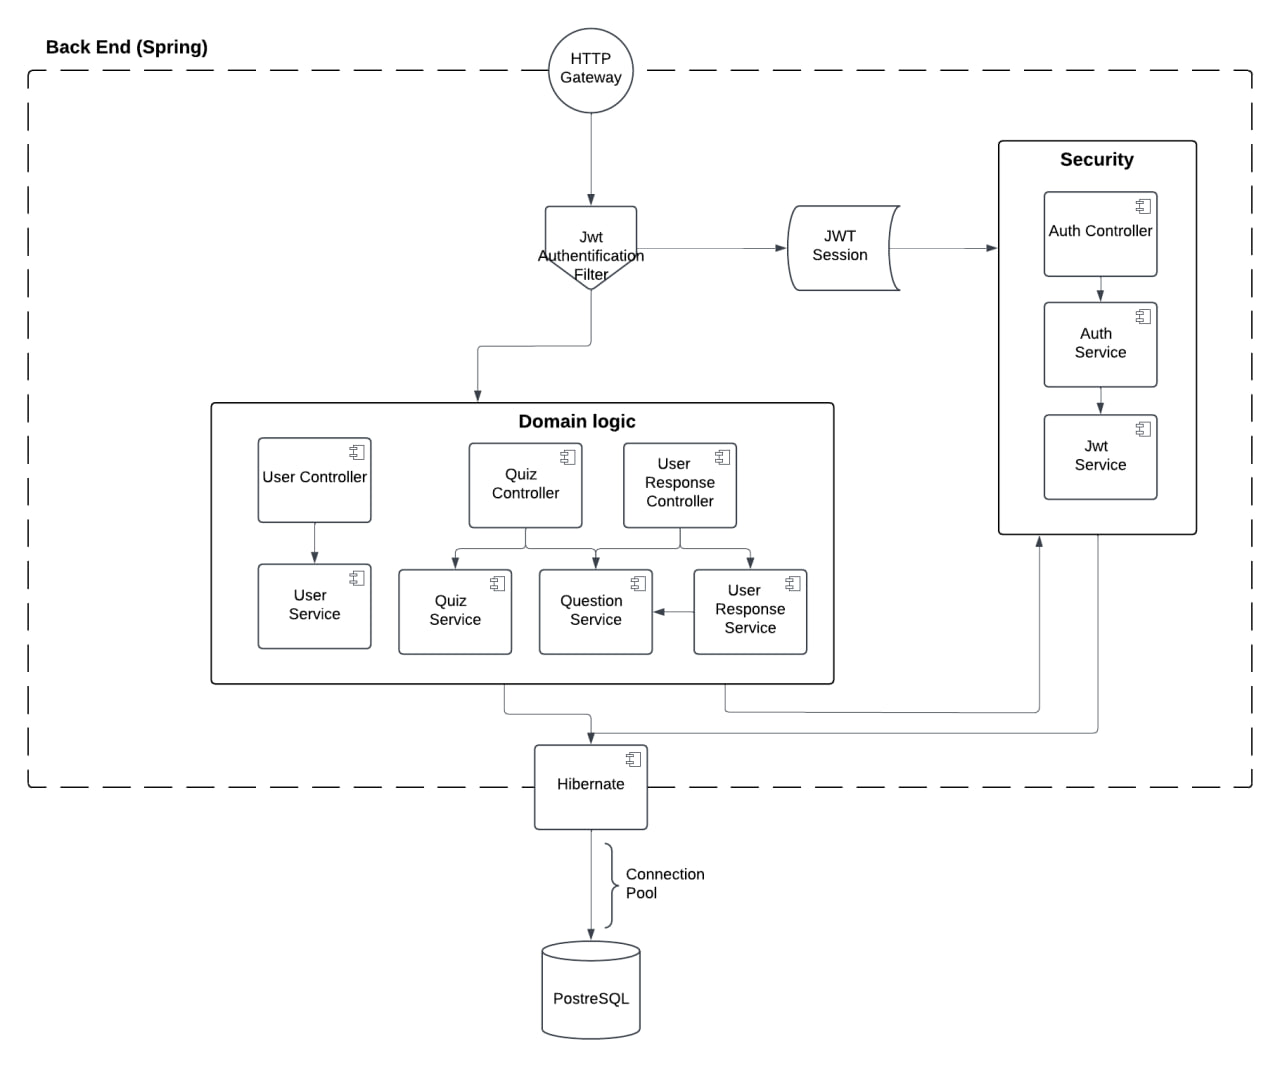 Back End (Spring)
HTTP
Gateway
Jwt
Authentification
Filter
JWT
Session
Security
Auth Controller
Auth
Service
Jwt
Service
Domain logic
User Controller
Quiz
Controller
User
Response
Controller
User
Service
Quiz
Service
Question
Service
User
Response
Service
Hibernate
Connection
Pool
PostreSQL